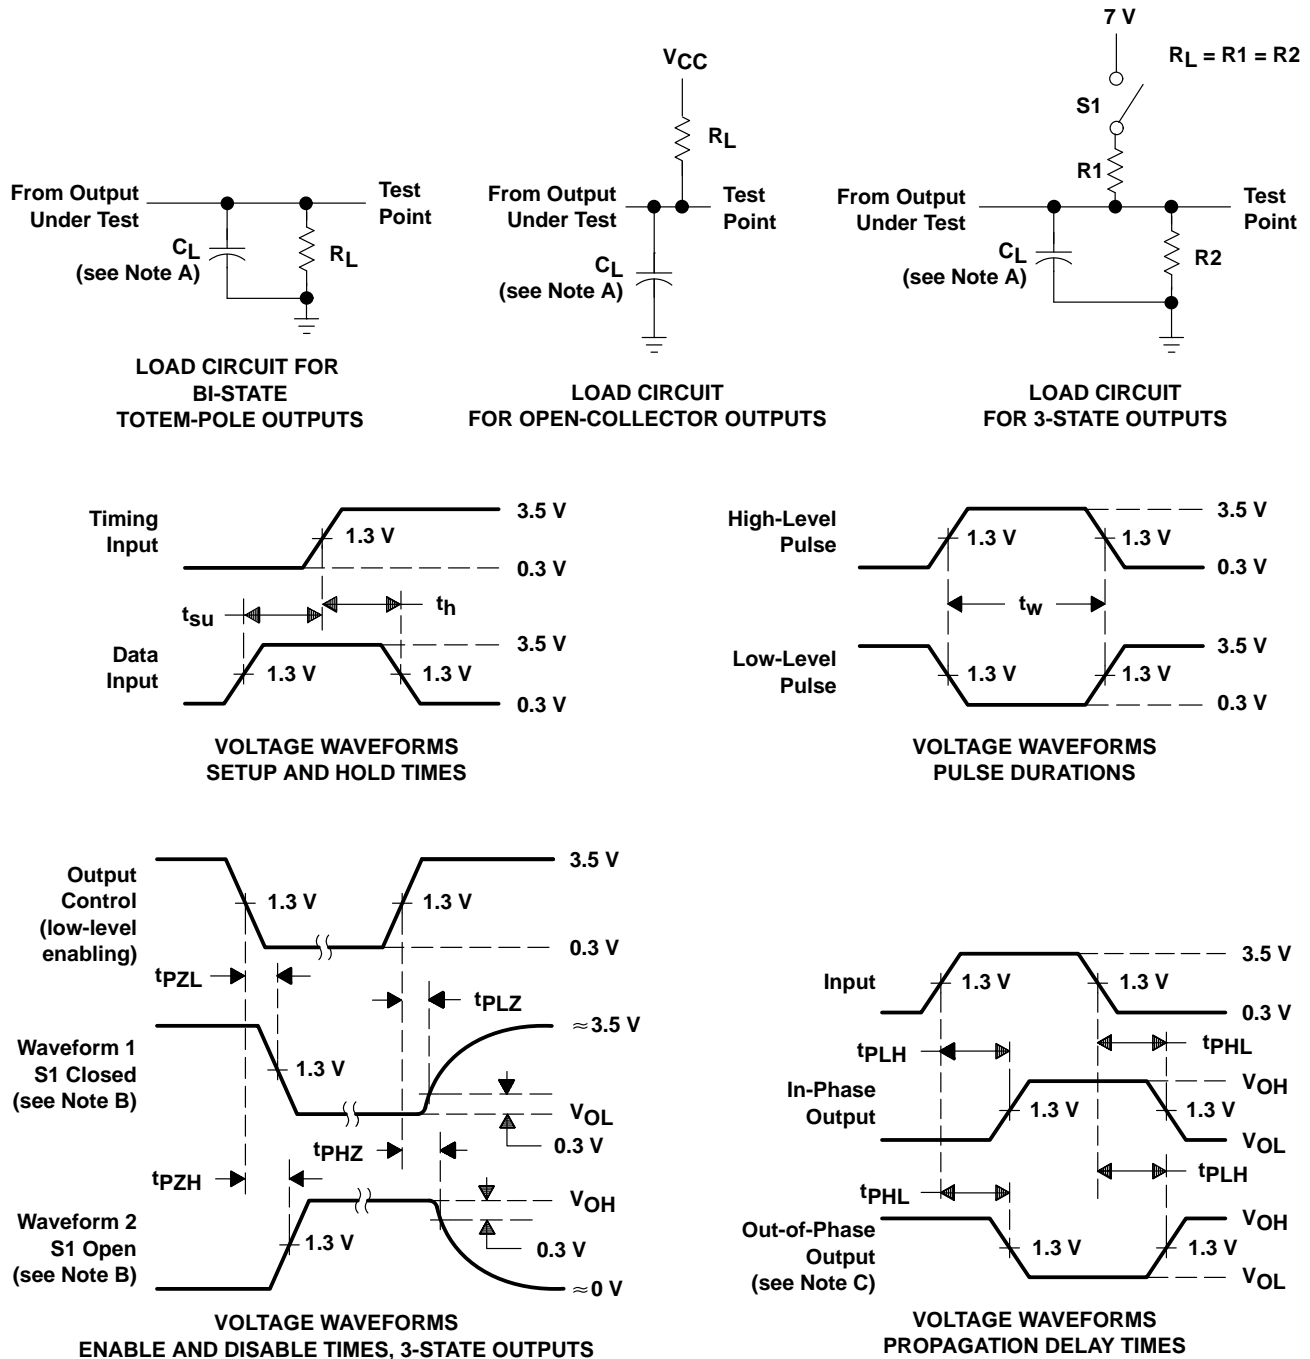 From Output
Under Test
Test
Point
CL
(see Note A)
RL
LOAD CIRCUIT FOR
BI-STATE
TOTEM-POLE OUTPUTS
VCC
RL
From Output
Under Test
Test
Point
CL
(see Note A)
LOAD CIRCUIT
FOR OPEN-COLLECTOR OUTPUTS
7 V
RL = R1 = R2
S1
R1
From Output
Under Test
Test
Point
CL
(see Note A)
R2
LOAD CIRCUIT
FOR 3-STATE OUTPUTS
Timing
Input
3.5 V
1.3 V
0.3 V
tsu
th
Data
Input
3.5 V
1.3 V
1.3 V
0.3 V
VOLTAGE WAVEFORMS
SETUP AND HOLD TIMES
High-Level
Pulse
3.5 V
1.3 V
1.3 V
0.3 V
tw
Low-Level
Pulse
3.5 V
1.3 V
1.3 V
0.3 V
VOLTAGE WAVEFORMS
PULSE DURATIONS
Output
Control
(low-level
enabling)
3.5 V
1.3 V
1.3 V
0.3 V
tPZL
tPLZ
Waveform 1
S1 Closed
(see Note B)
≈3.5 V
1.3 V
VOL
0.3 V
tPHZ
tPZH
Waveform 2
S1 Open
(see Note B)
VOH
1.3 V
0.3 V
≈0 V
VOLTAGE WAVEFORMS
ENABLE AND DISABLE TIMES, 3-STATE OUTPUTS
Input
3.5 V
1.3 V
1.3 V
0.3 V
tPLH
tPHL
In-Phase
Output
VOH
1.3 V
1.3 V
VOL
tPHL
tPLH
Out-of-Phase
Output
(see Note C)
VOH
1.3 V
1.3 V
VOL
VOLTAGE WAVEFORMS
PROPAGATION DELAY TIMES